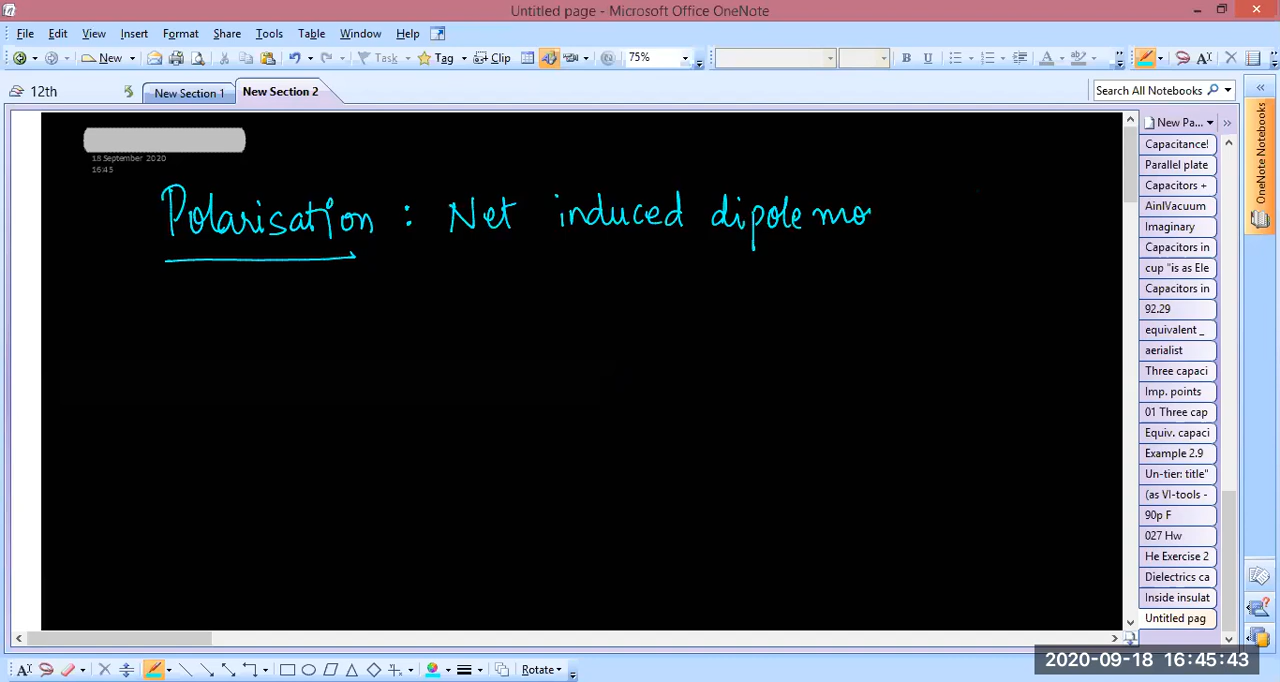 Untitled page - Microsoft Office OneNote
File Edit View Insert Format Share Tools Table Window Help
New Task Tag Clip 75% B U A ab A
12th New Section 1 New Section 2 Search All Notebooks
New Pa...
OneNote Notebooks
18 September 2020
16:45
Polarisation : Net induced dipole mo
Capacitance!
Parallel plate
Capacitors +
AinlVacuum
Imaginary
Capacitors in
cup "is as Ele
Capacitors in
92.29
equivalent _
aerialist
Three capaci
Imp. points
01 Three cap
Equiv. capaci
Example 2.9
Un-tier: title"
(as VI-tools -
90p F
027 Hw
He Exercise 2
Dielectrics ca
Inside insulat
Untitled pag
2020-09-18 16:45:43
A Rotate